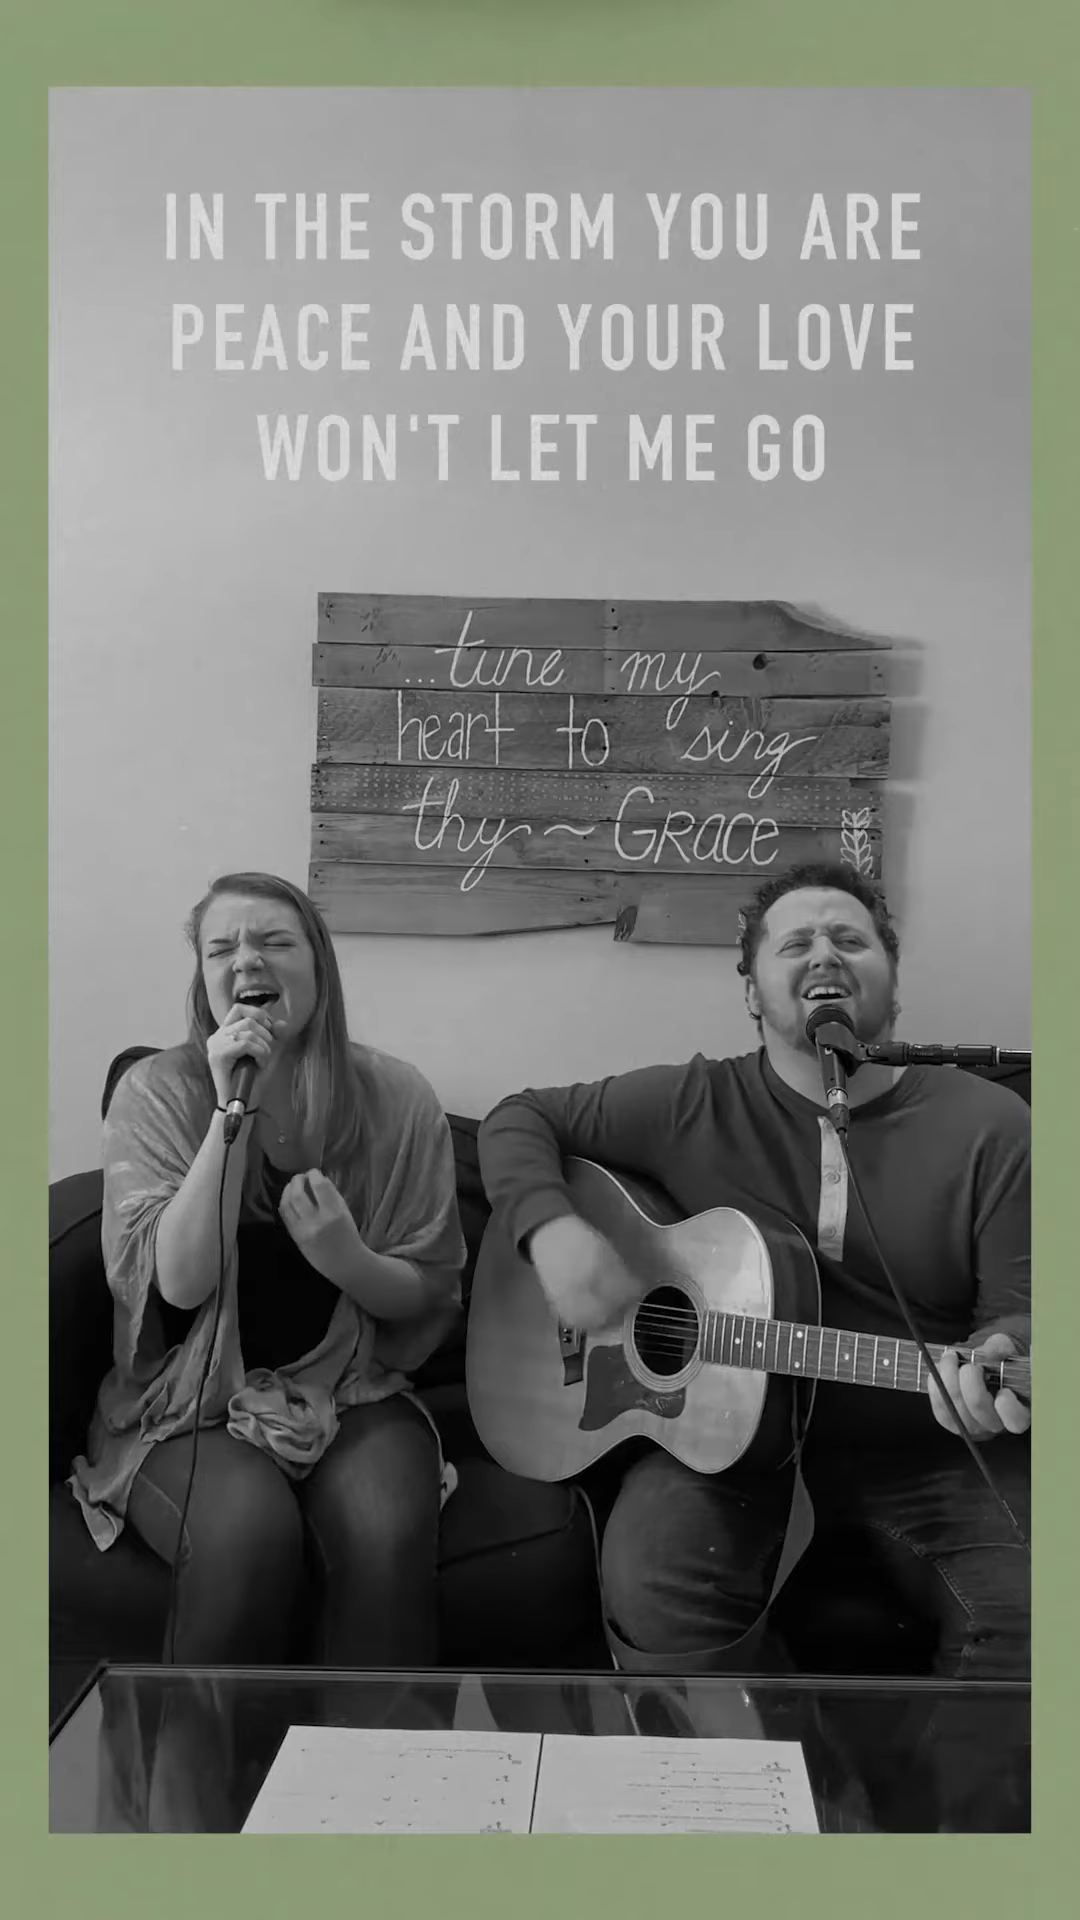 IN THE STORM YOU ARE
PEACE AND YOUR LOVE
WON'T LET ME GO
...tune my
heart to sing
thy~GRace